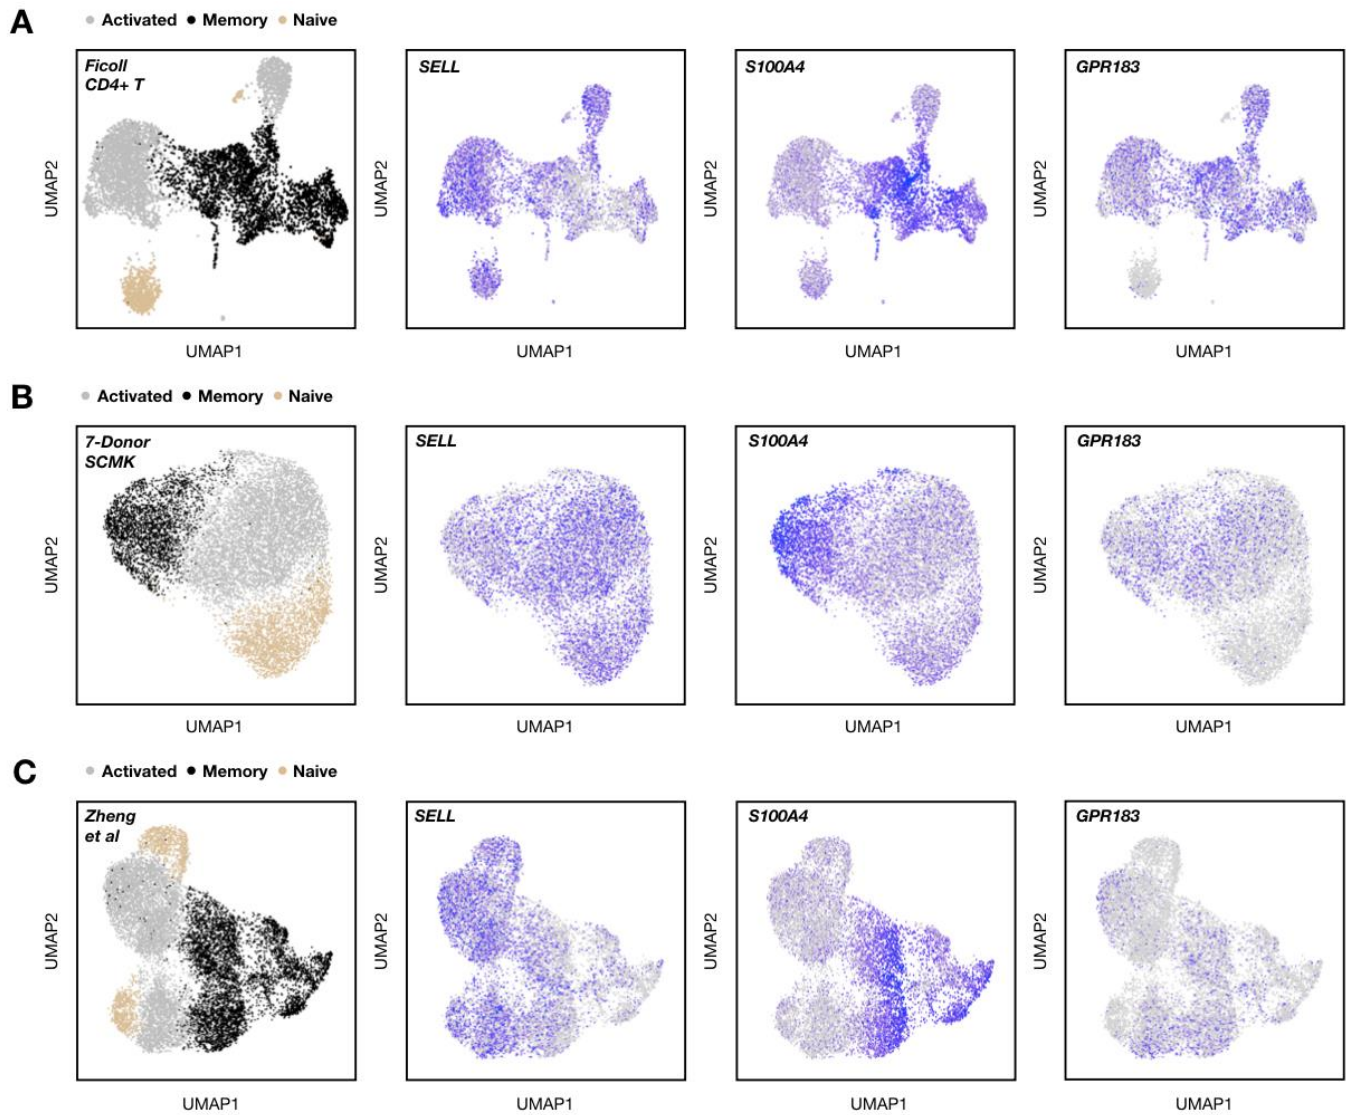 A
Activated Memory Naive
Ficoll
CD4+ T
SELL
S100A4
GPR183
UMAP2
UMAP2
UMAP2
UMAP2
UMAP1
UMAP1
UMAP1
UMAP1
B
Activated Memory Naive
7-Donor
SCMK
SELL
S100A4
GPR183
UMAP2
UMAP2
UMAP2
UMAP2
UMAP1
UMAP1
UMAP1
UMAP1
C
Activated Memory Naive
Zheng
et al
SELL
S100A4
GPR183
UMAP2
UMAP2
UMAP2
UMAP2
UMAP1
UMAP1
UMAP1
UMAP1